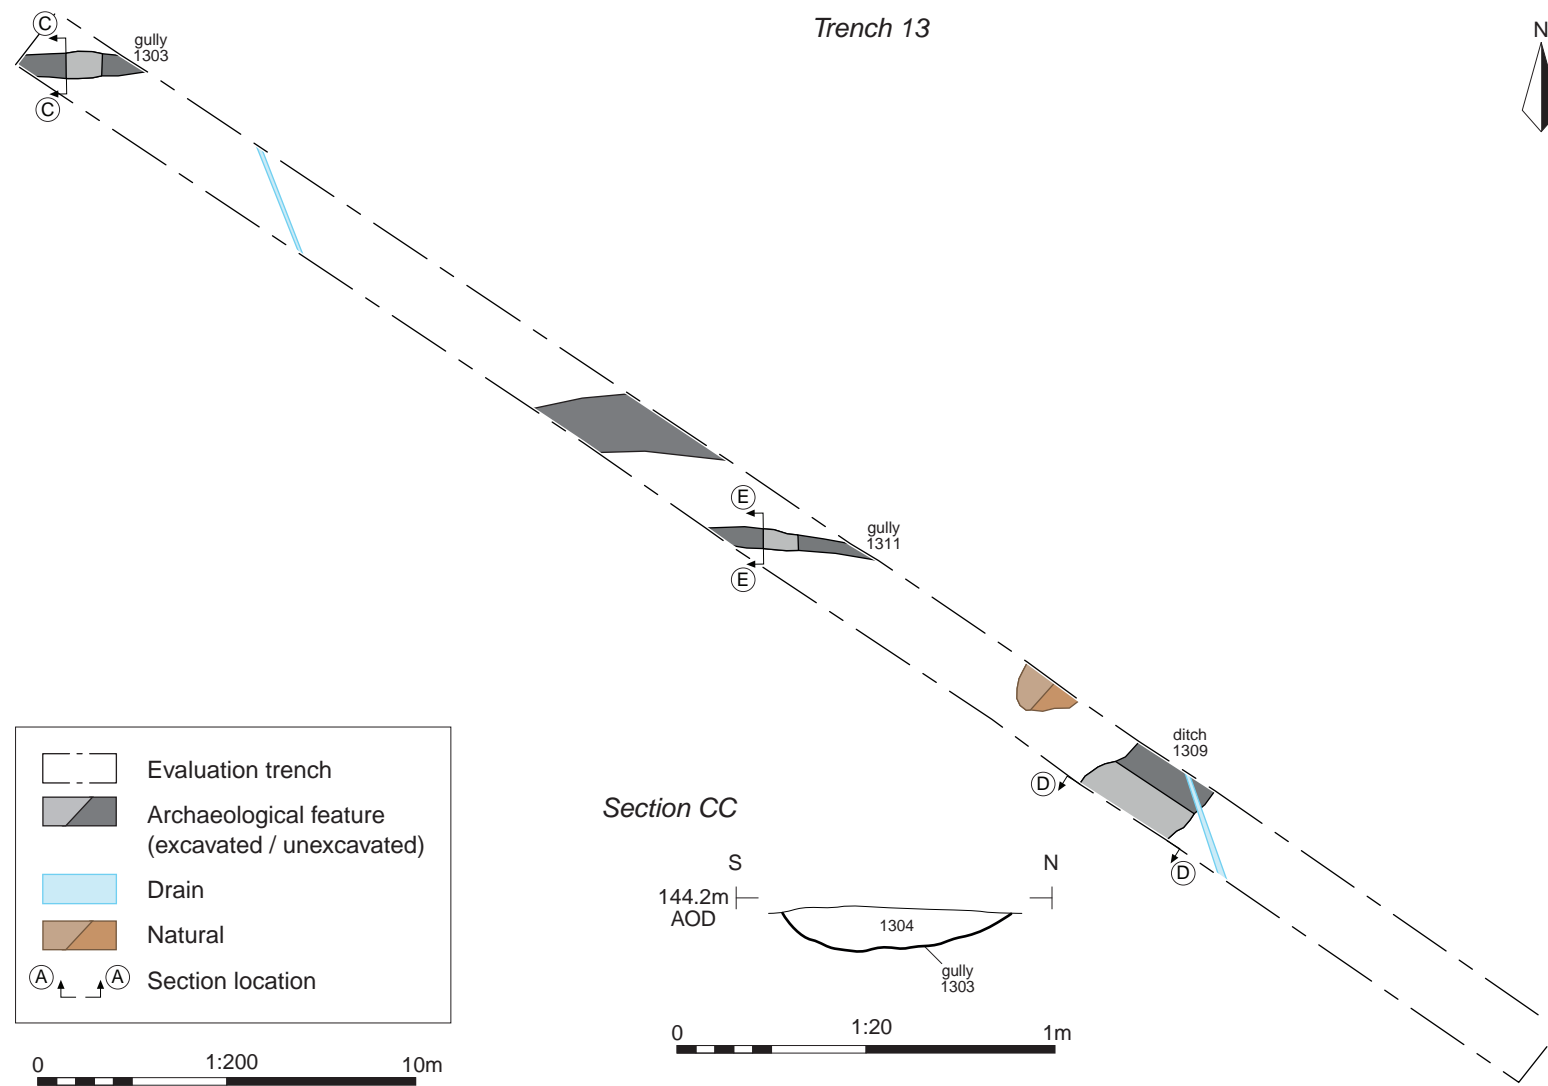 Trench 13
N
C
gully
1303
C
E
gully
1311
E
ditch
1309
D
D
Evaluation trench
Archaeological feature
(excavated / unexcavated)
Drain
Natural
A A Section location
0 1:200 10m
Section CC
S N
144.2m
AOD
1304
gully
1303
0 1:20 1m